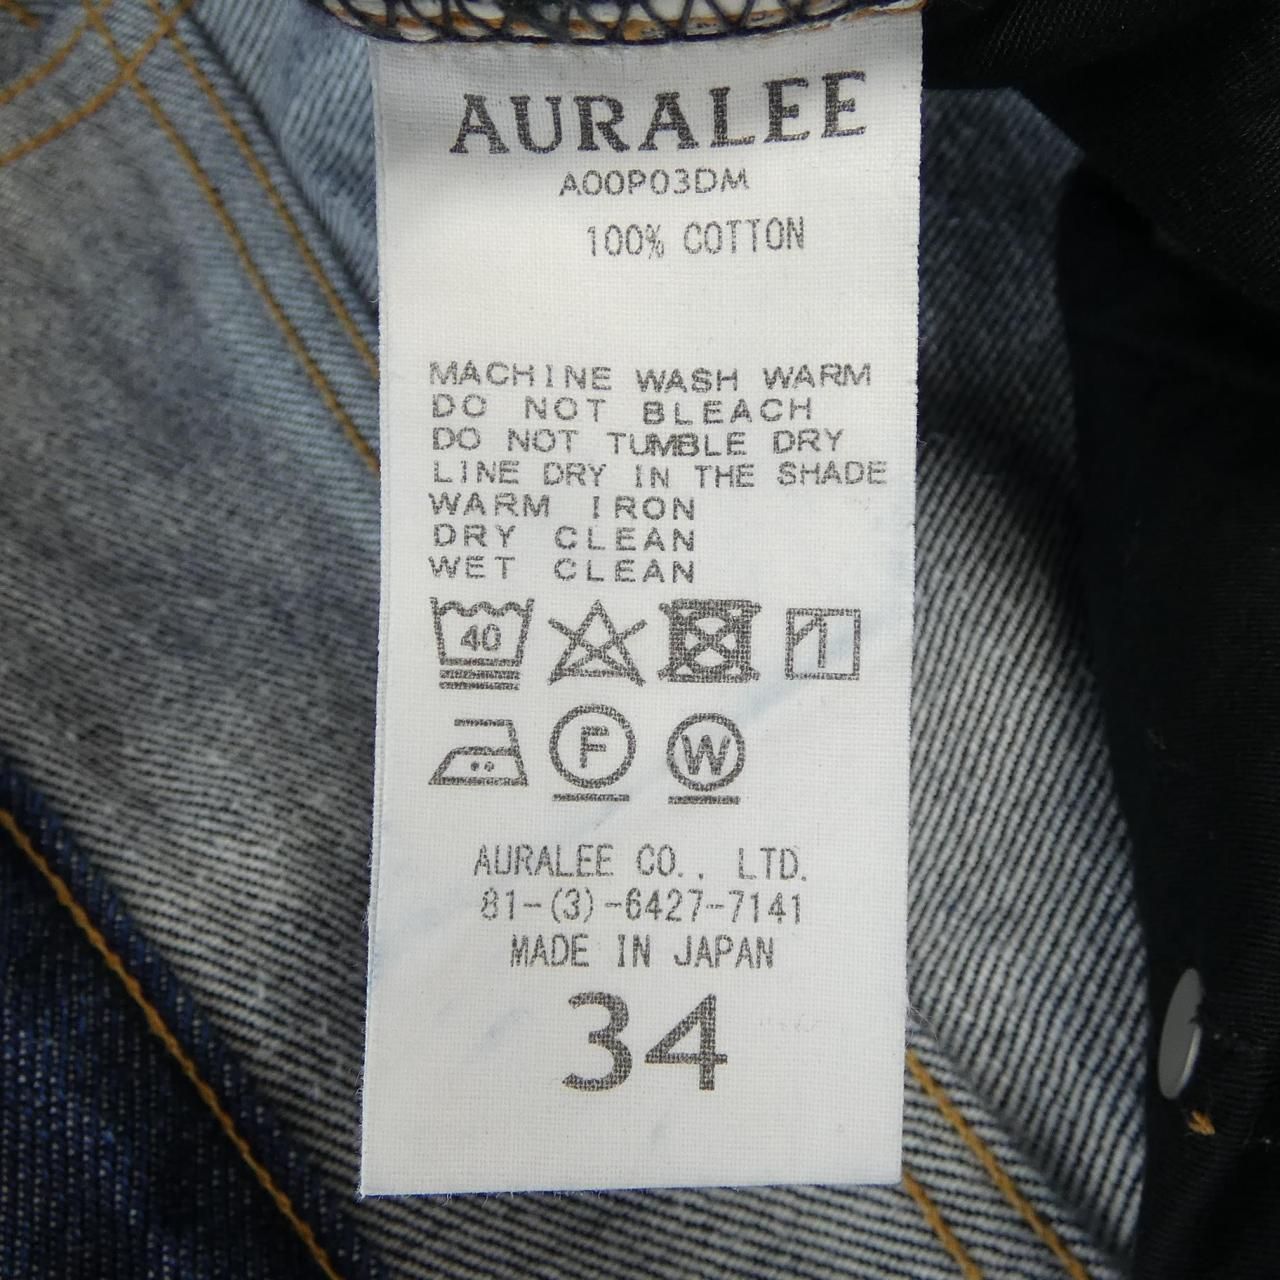 AURALEE
A00P03DM
100% COTTON
MACHINE WASH WARM
DO NOT BLEACH
DO NOT TUMBLE DRY
LINE DRY IN THE SHADE
WARM IRON
DRY CLEAN
WET CLEAN
40
F W
AURALEE CO., LTD.
81-(3)-6427-7141
MADE IN JAPAN
34